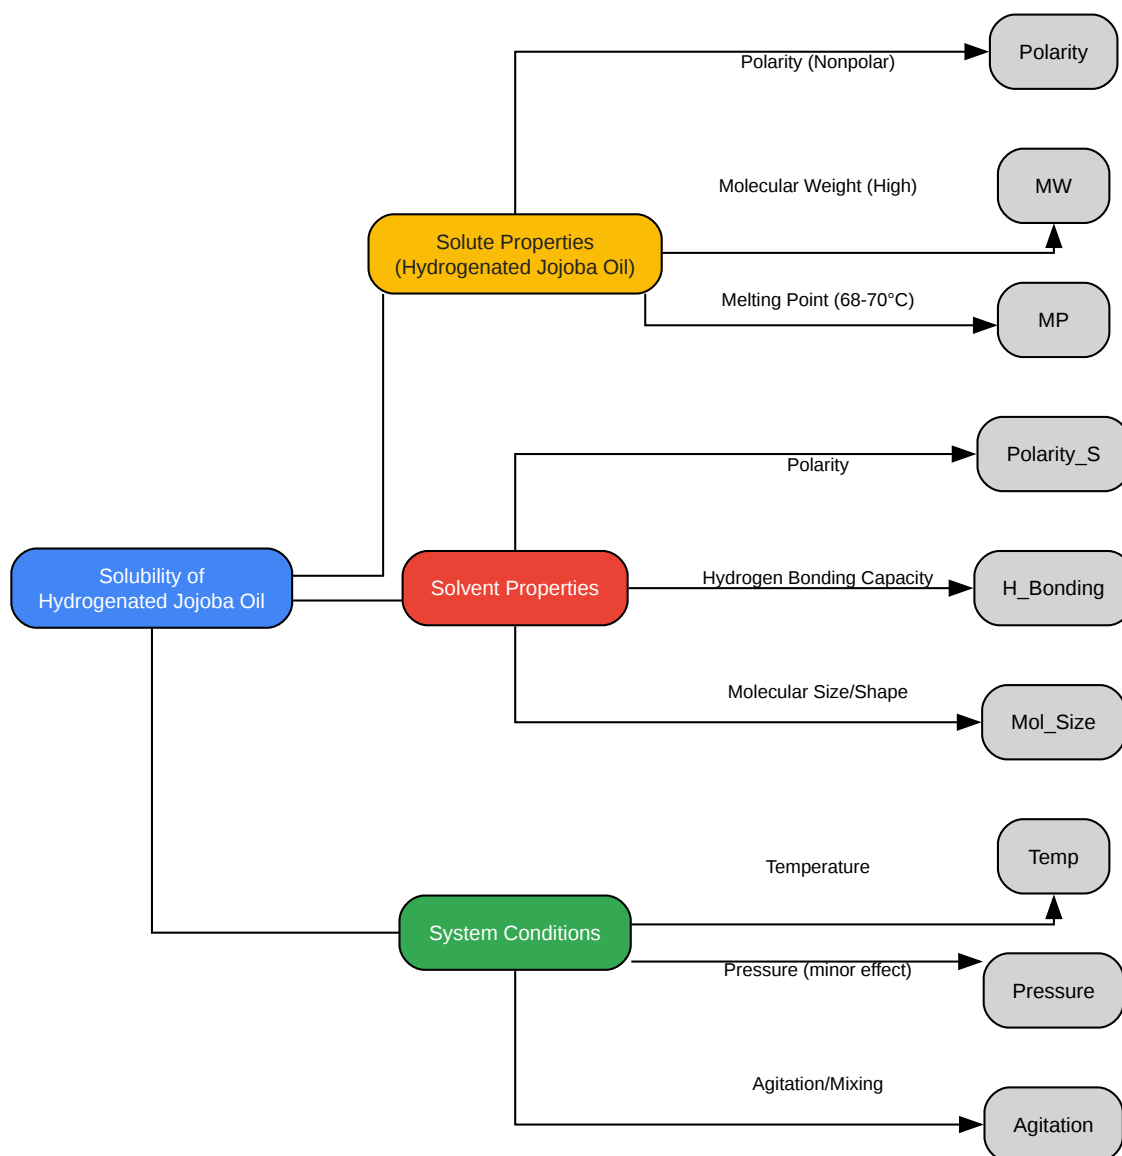 Polarity (Nonpolar)
Polarity
Molecular Weight (High)
MW
Solute Properties
(Hydrogenated Jojoba Oil)
Melting Point (68-70°C)
MP
Polarity
Polarity_S
Solubility of
Hydrogenated Jojoba Oil
Solvent Properties
Hydrogen Bonding Capacity
H_Bonding
Molecular Size/Shape
Mol_Size
Temperature
Temp
System Conditions
Pressure (minor effect)
Pressure
Agitation/Mixing
Agitation